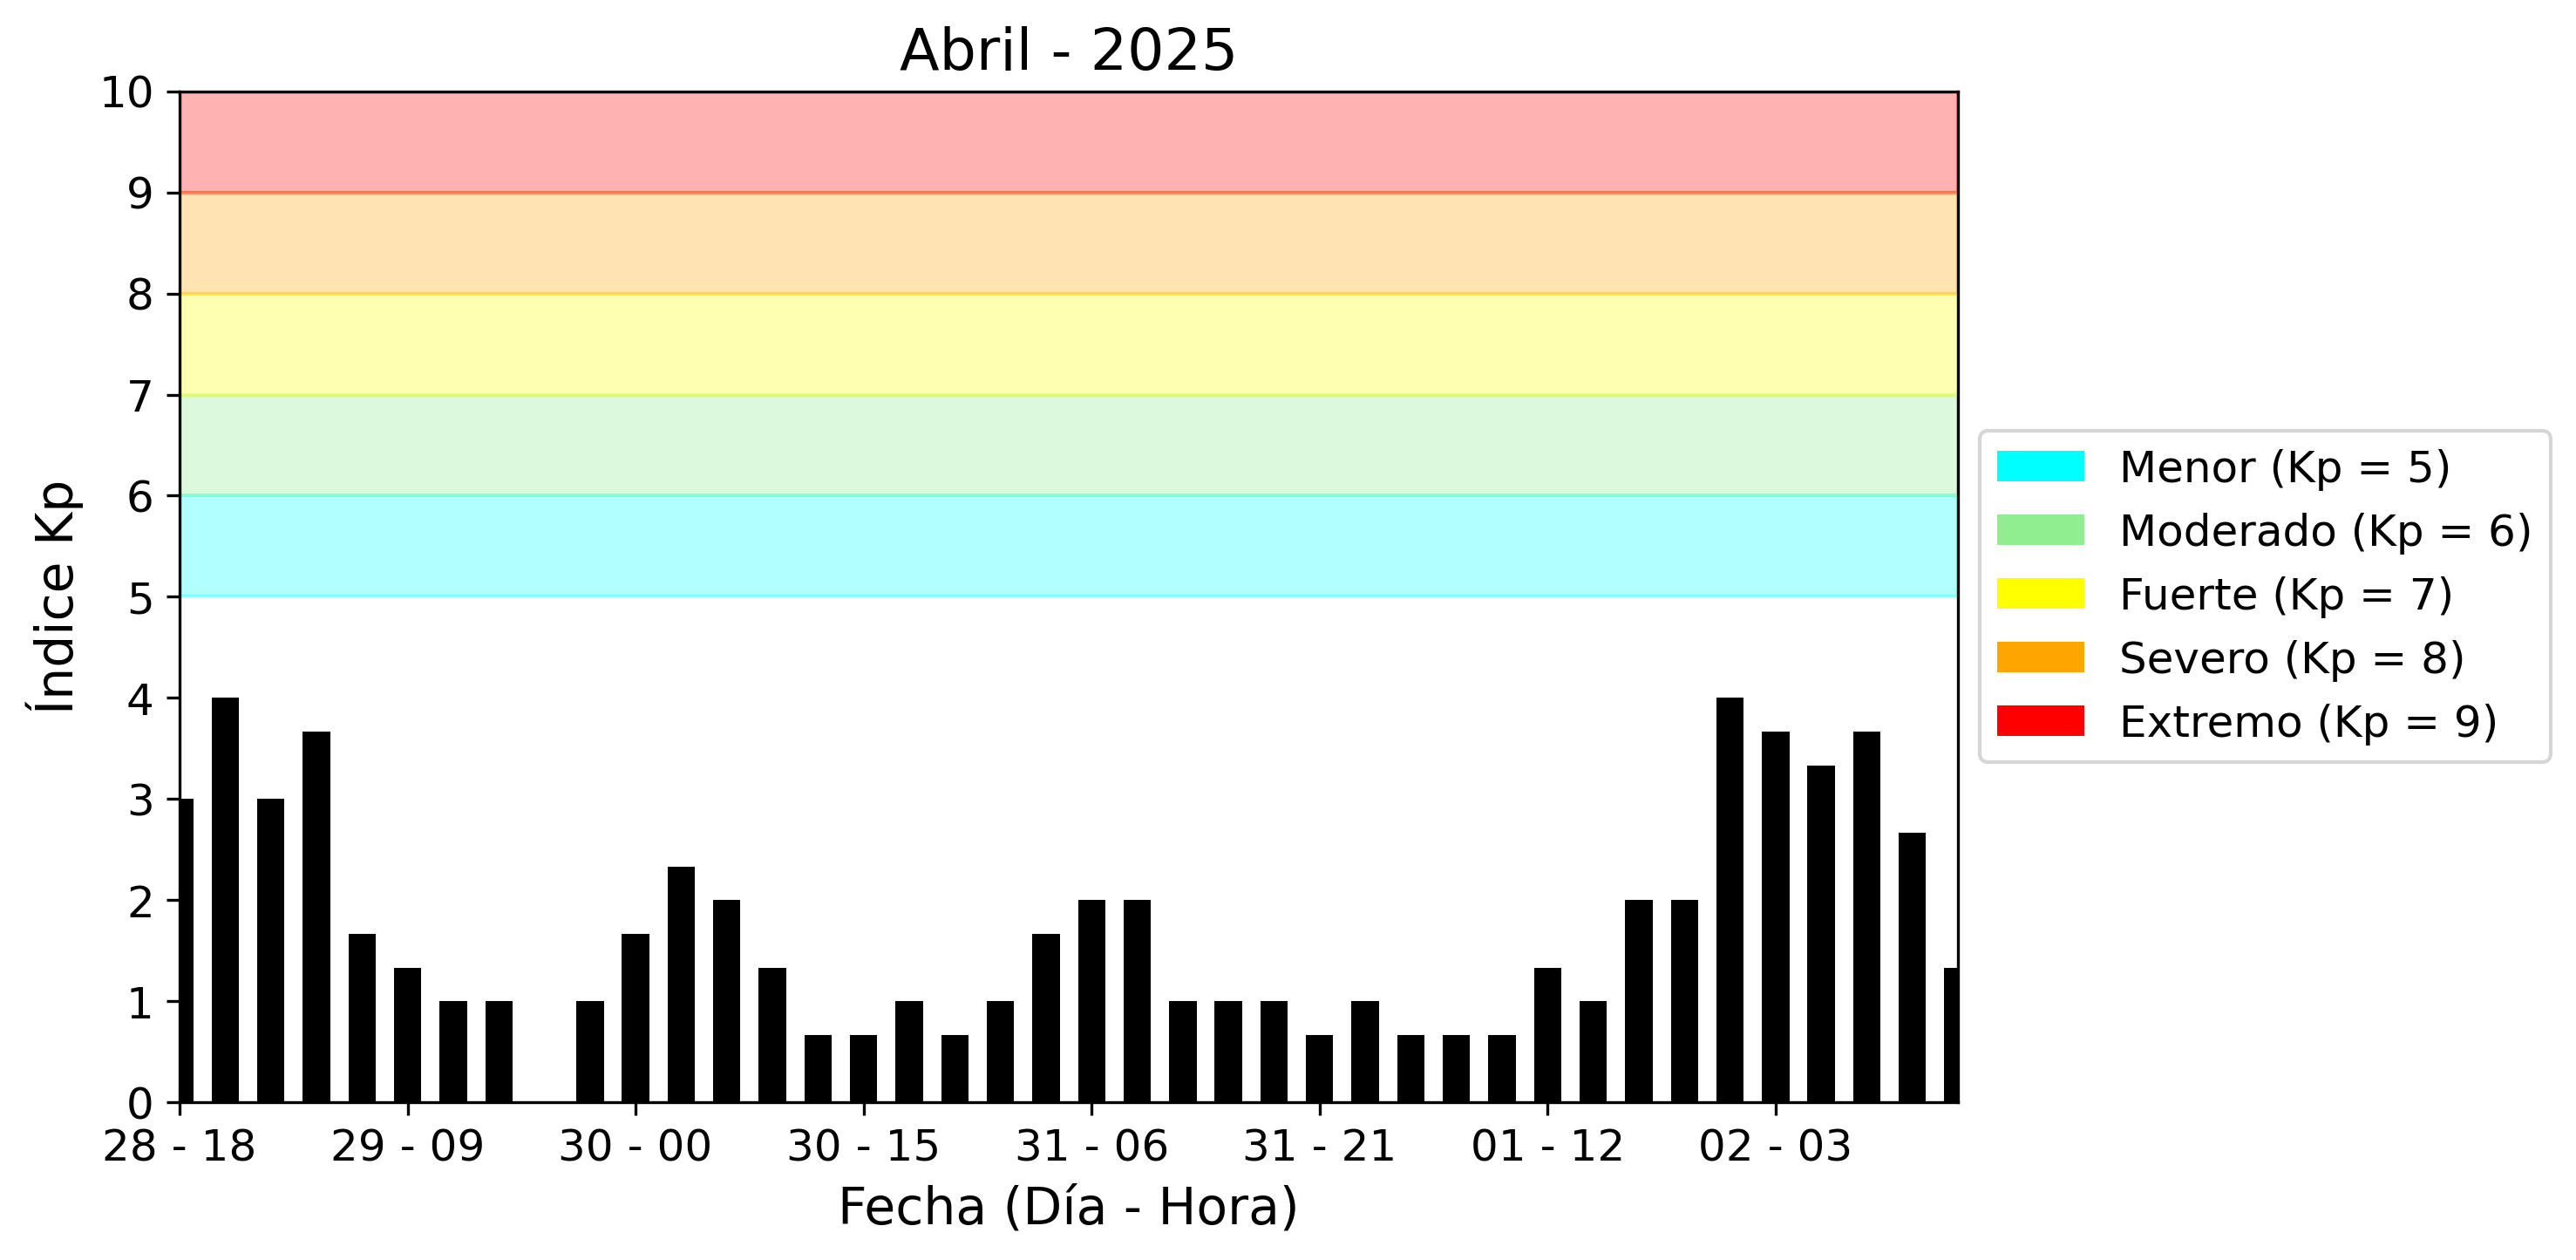 Abril - 2025
10
9
8
7
6
5
4
3
2
1
0
Índice Kp
28 - 18
29 - 09
30 - 00
30 - 15
31 - 06
31 - 21
01 - 12
02 - 03
Fecha (Día - Hora)
Menor (Kp = 5)
Moderado (Kp = 6)
Fuerte (Kp = 7)
Severo (Kp = 8)
Extremo (Kp = 9)